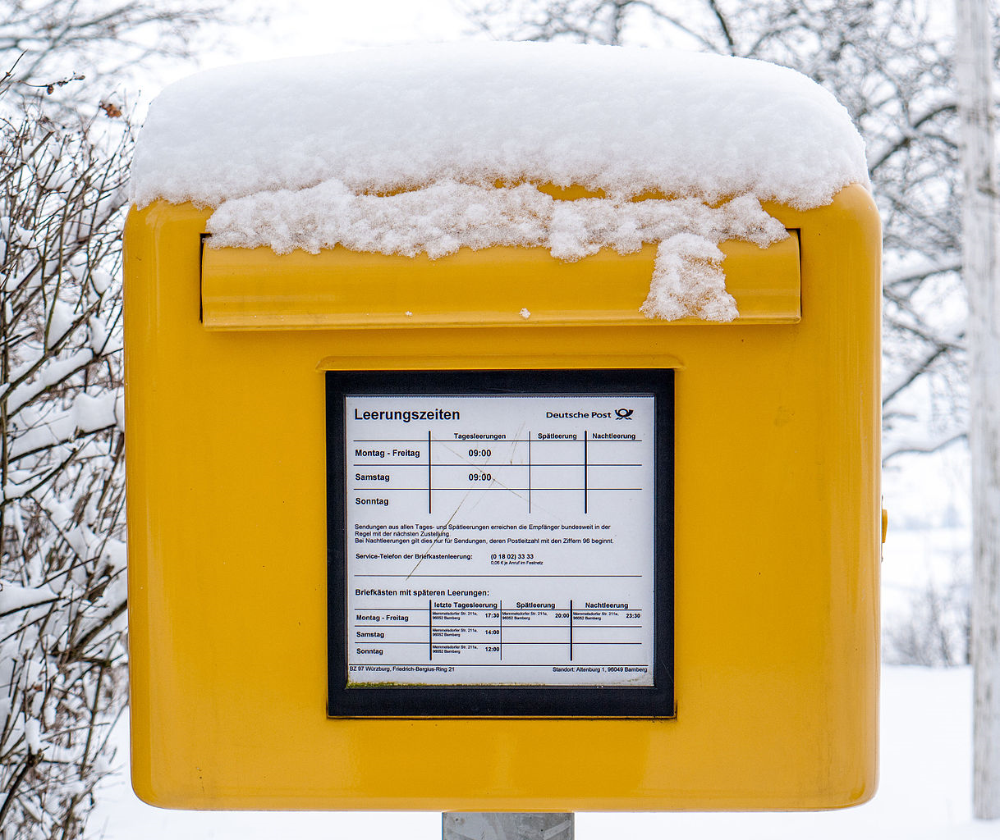 Leerungszeiten Deutsche Post
Tagesleerungen Spätleerung Nachtleerung
Montag - Freitag 09:00
Samstag 09:00
Sonntag
Sendungen aus allen Tages- und Spätleerungen erreichen die Empfänger bundesweit in der
Regel mit der nächsten Zustellung.
Bei Nachtleerungen gilt dies nur für Sendungen, deren Postleitzahl mit den Ziffern 96 beginnt.
Service-Telefon der Briefkastenleerung: (0 18 02) 33 33
0,06 € je Anruf im Festnetz
Briefkästen mit späteren Leerungen:
letzte Tagesleerung Spätleerung Nachtleerung
Montag - Freitag Memmelsdorfer Str. 211a, 17:30 Memmelsdorfer Str. 211a, 20:00 Memmelsdorfer Str. 211a, 23:30
96052 Bamberg 96052 Bamberg 96052 Bamberg
Samstag Memmelsdorfer Str. 211a, 14:00
96052 Bamberg
Sonntag Memmelsdorfer Str. 211a, 12:00
96052 Bamberg
BZ 97 Würzburg, Friedrich-Bergius-Ring 21 Standort: Altenburg 1, 96049 Bamberg